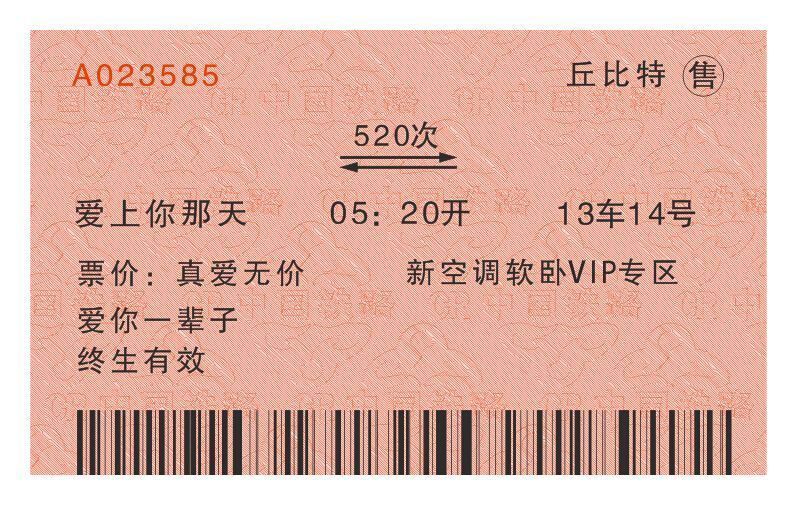 A023585 丘比特 售
520次
爱上你那天 05：20开 13车14号
票价：真爱无价 新空调软卧VIP专区
爱你一辈子
终生有效